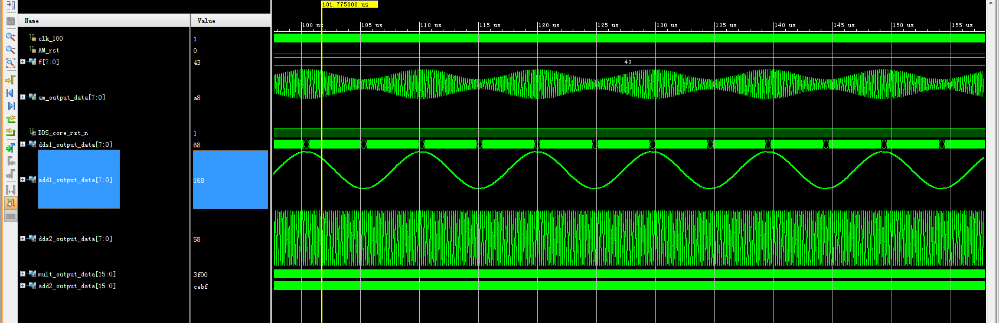 101.775000 us
Name Value
100 us 105 us 110 us 115 us 120 us 125 us 130 us 135 us 140 us 145 us 150 us 155 us
clk_100 1
AM_rst 0
f[7:0] 43 43
am_output_data[7:0] a8
DDS_core_rst_n 1
dds1_output_data[7:0] 68
add1_output_data[7:0] 168
dds2_output_data[7:0] 58
mult_output_data[15:0] 3f00
add2_output_data[15:0] cebf